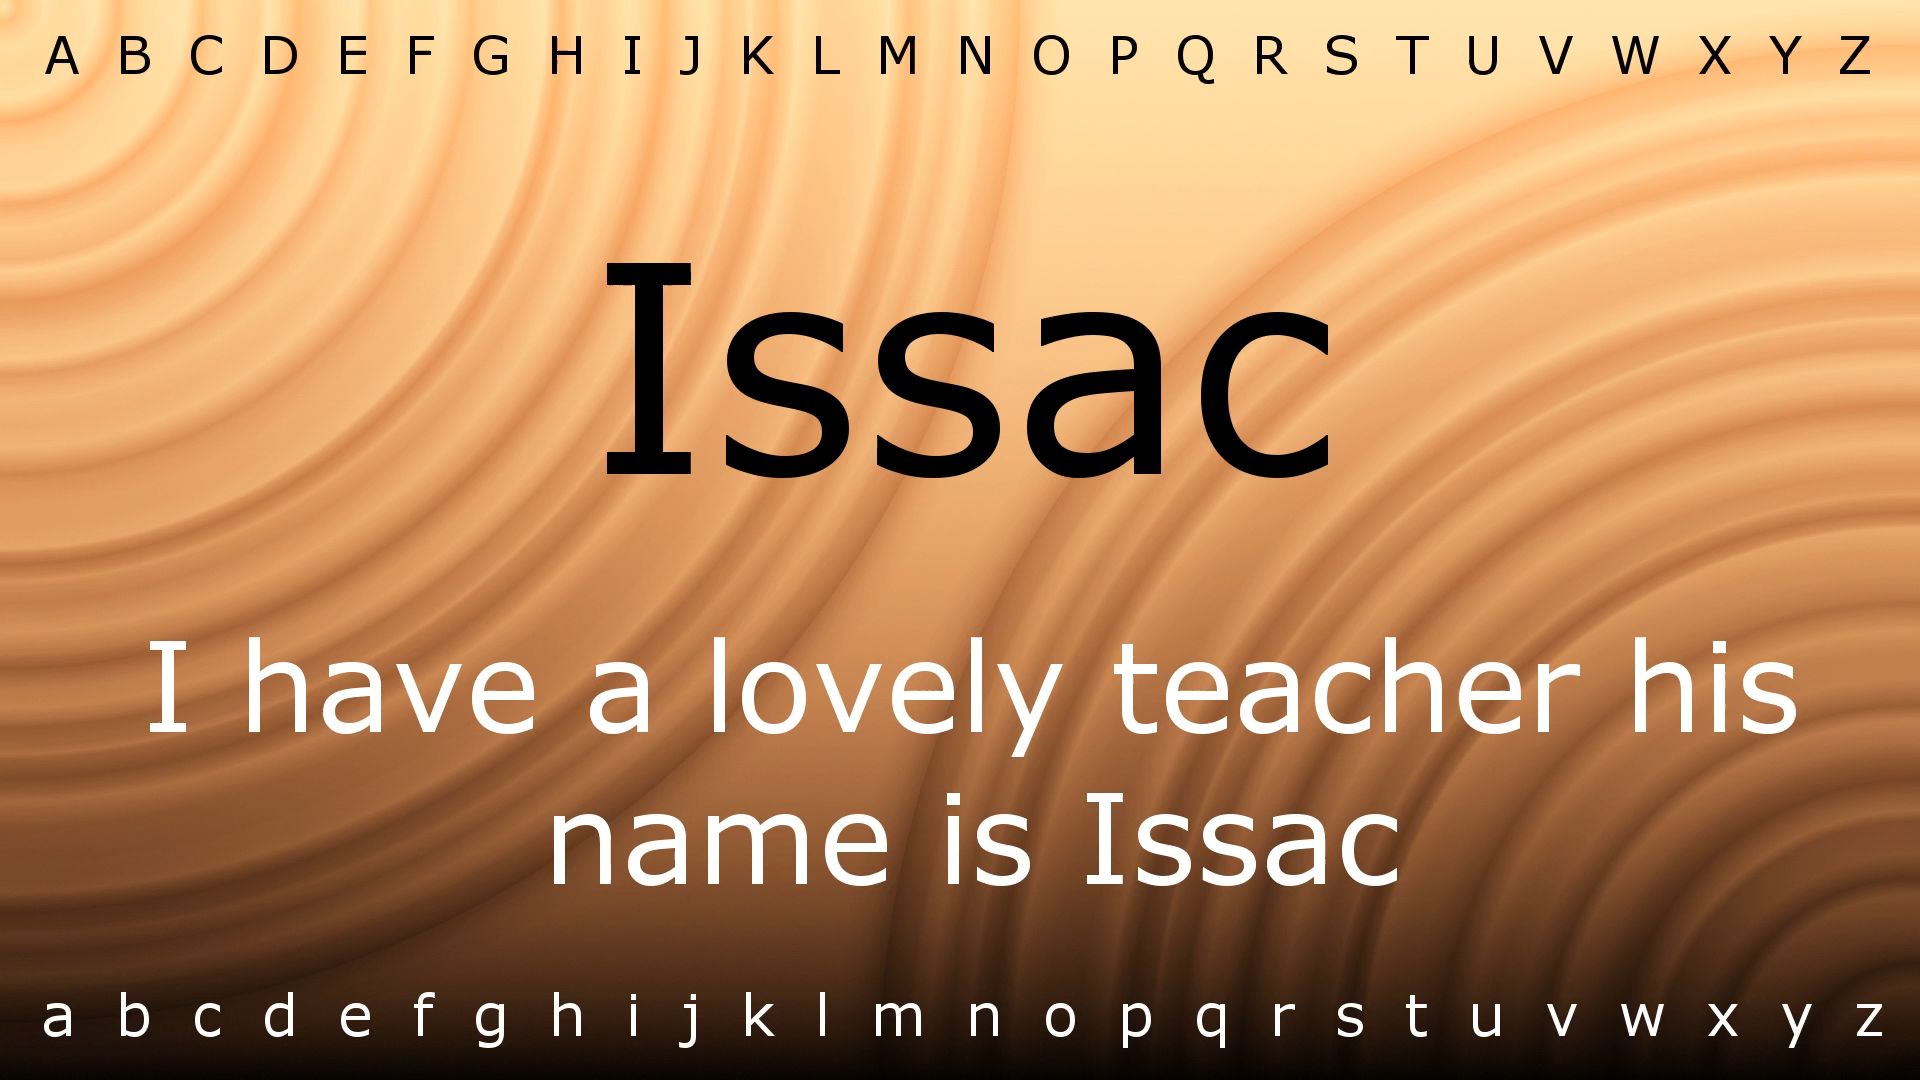 A B C D E F G H I J K L M N O P Q R S T U V W X Y Z
Issac
I have a lovely teacher his
name is Issac
a b c d e f g h i j k l m n o p q r s t u v w x y z